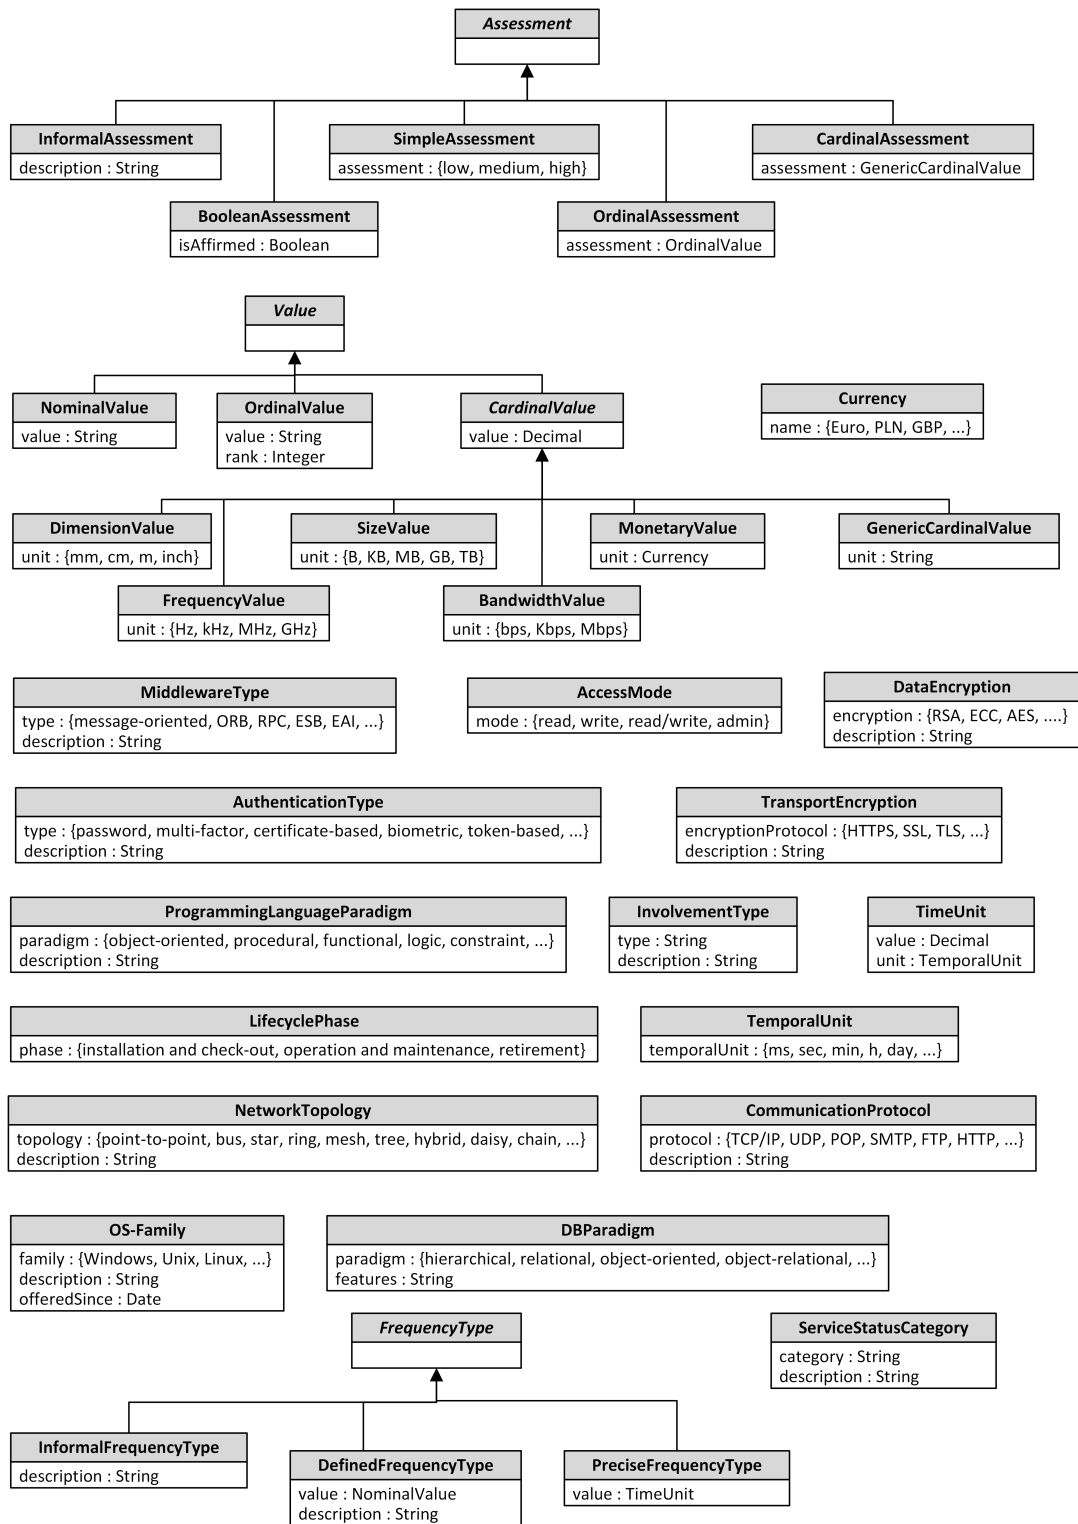 Assessment
InformalAssessment
description : String
SimpleAssessment
assessment : {low, medium, high}
CardinalAssessment
assessment : GenericCardinalValue
BooleanAssessment
isAffirmed : Boolean
OrdinalAssessment
assessment : OrdinalValue
Value
NominalValue
value : String
OrdinalValue
value : String
rank : Integer
CardinalValue
value : Decimal
Currency
name : {Euro, PLN, GBP, ...}
DimensionValue
unit : {mm, cm, m, inch}
SizeValue
unit : {B, KB, MB, GB, TB}
MonetaryValue
unit : Currency
GenericCardinalValue
unit : String
FrequencyValue
unit : {Hz, kHz, MHz, GHz}
BandwidthValue
unit : {bps, Kbps, Mbps}
MiddlewareType
type : {message-oriented, ORB, RPC, ESB, EAI, ...}
description : String
AccessMode
mode : {read, write, read/write, admin}
DataEncryption
encryption : {RSA, ECC, AES, ....}
description : String
AuthenticationType
type : {password, multi-factor, certificate-based, biometric, token-based, ...}
description : String
TransportEncryption
encryptionProtocol : {HTTPS, SSL, TLS, ...}
description : String
ProgrammingLanguageParadigm
paradigm : {object-oriented, procedural, functional, logic, constraint, ...}
description : String
InvolvementType
type : String
description : String
TimeUnit
value : Decimal
unit : TemporalUnit
LifecyclePhase
phase : {installation and check-out, operation and maintenance, retirement}
TemporalUnit
temporalUnit : {ms, sec, min, h, day, ...}
NetworkTopology
topology : {point-to-point, bus, star, ring, mesh, tree, hybrid, daisy, chain, ...}
description : String
CommunicationProtocol
protocol : {TCP/IP, UDP, POP, SMTP, FTP, HTTP, ...}
description : String
OS-Family
family : {Windows, Unix, Linux, ...}
description : String
offeredSince : Date
DBParadigm
paradigm : {hierarchical, relational, object-oriented, object-relational, ...}
features : String
FrequencyType
ServiceStatusCategory
category : String
description : String
InformalFrequencyType
description : String
DefinedFrequencyType
value : NominalValue
description : String
PreciseFrequencyType
value : TimeUnit